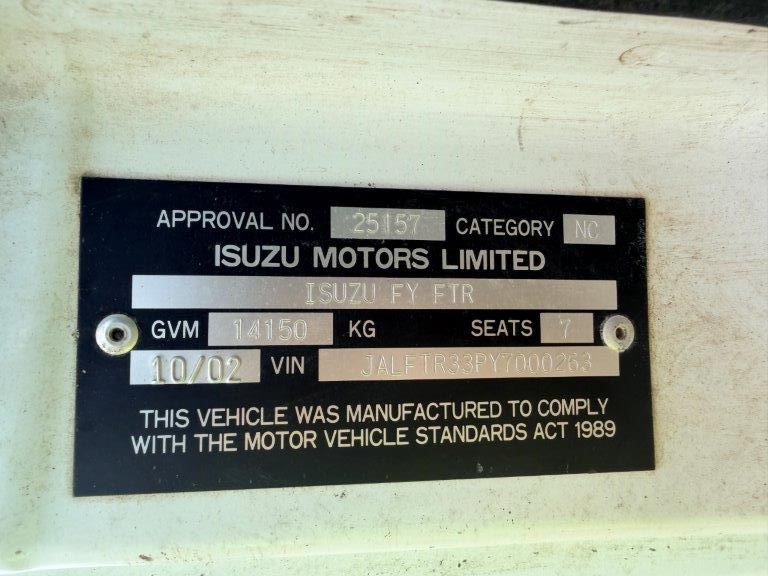 APPROVAL NO. 25157 CATEGORY NC
ISUZU MOTORS LIMITED
ISUZU FY FTR
GVM 14150 KG SEATS 7
10/02 VIN JALFTR33PY7000263
THIS VEHICLE WAS MANUFACTURED TO COMPLY
WITH THE MOTOR VEHICLE STANDARDS ACT 1989